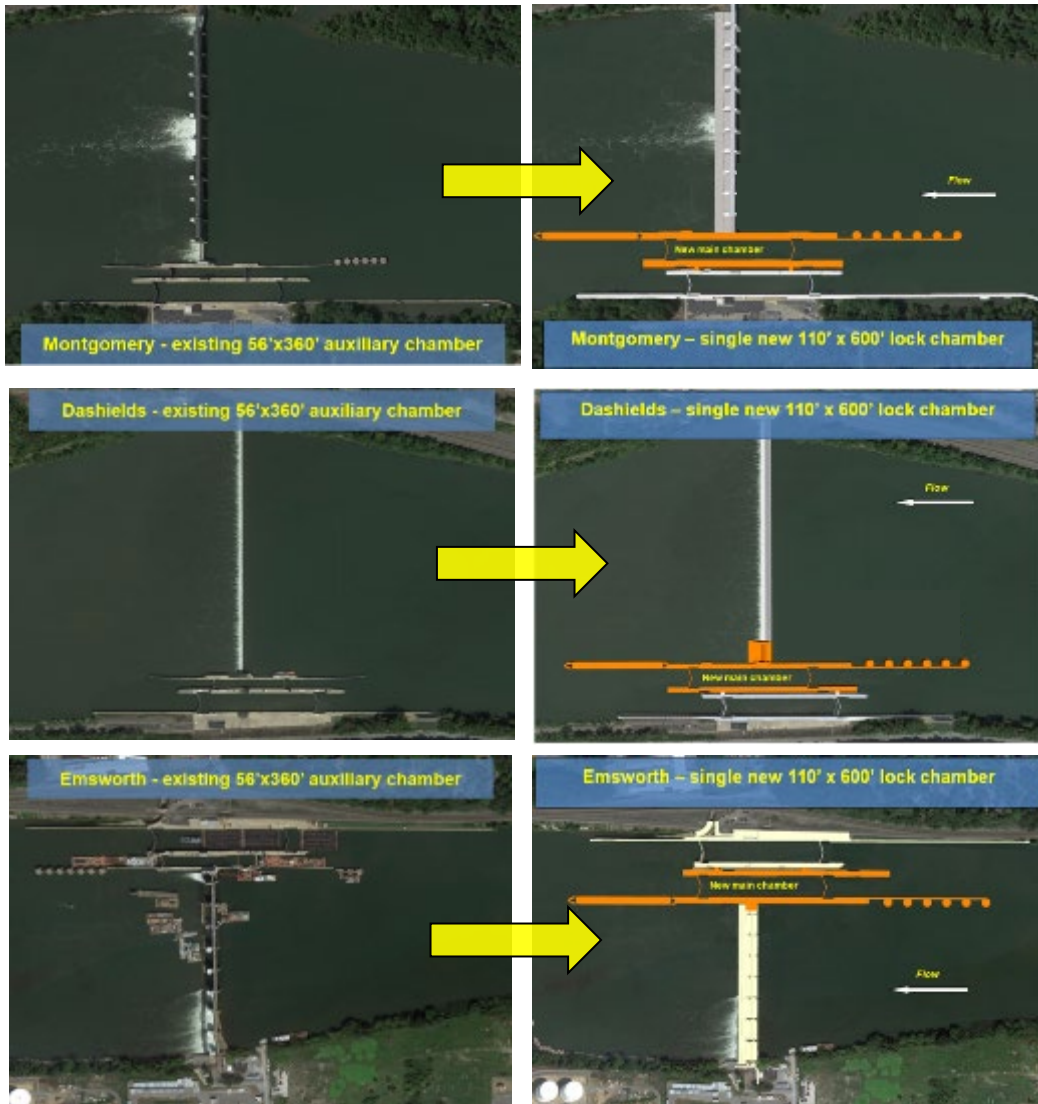 Flow
New main chamber
Montgomery - existing 56'x360' auxiliary chamber
Montgomery – single new 110' x 600' lock chamber
Dashields - existing 56'x360' auxiliary chamber
Dashields – single new 110' x 600' lock chamber
Flow
New main chamber
Emsworth - existing 56'x360' auxiliary chamber
Emsworth – single new 110' x 600' lock chamber
New main chamber
Flow